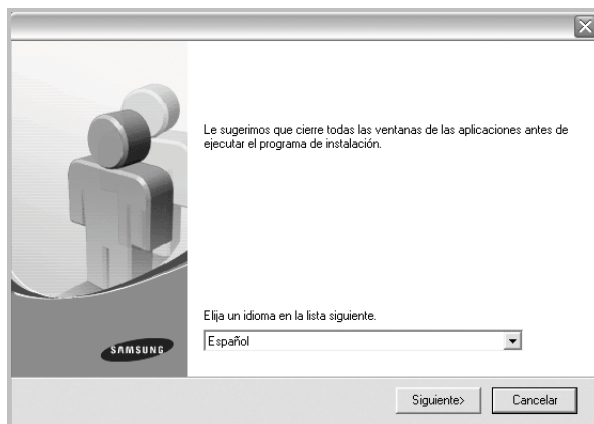 Le sugerimos que cierre todas las ventanas de las aplicaciones antes de
ejecutar el programa de instalación.
Elija un idioma en la lista siguiente.
Español
SAMSUNG
Siguiente>
Cancelar